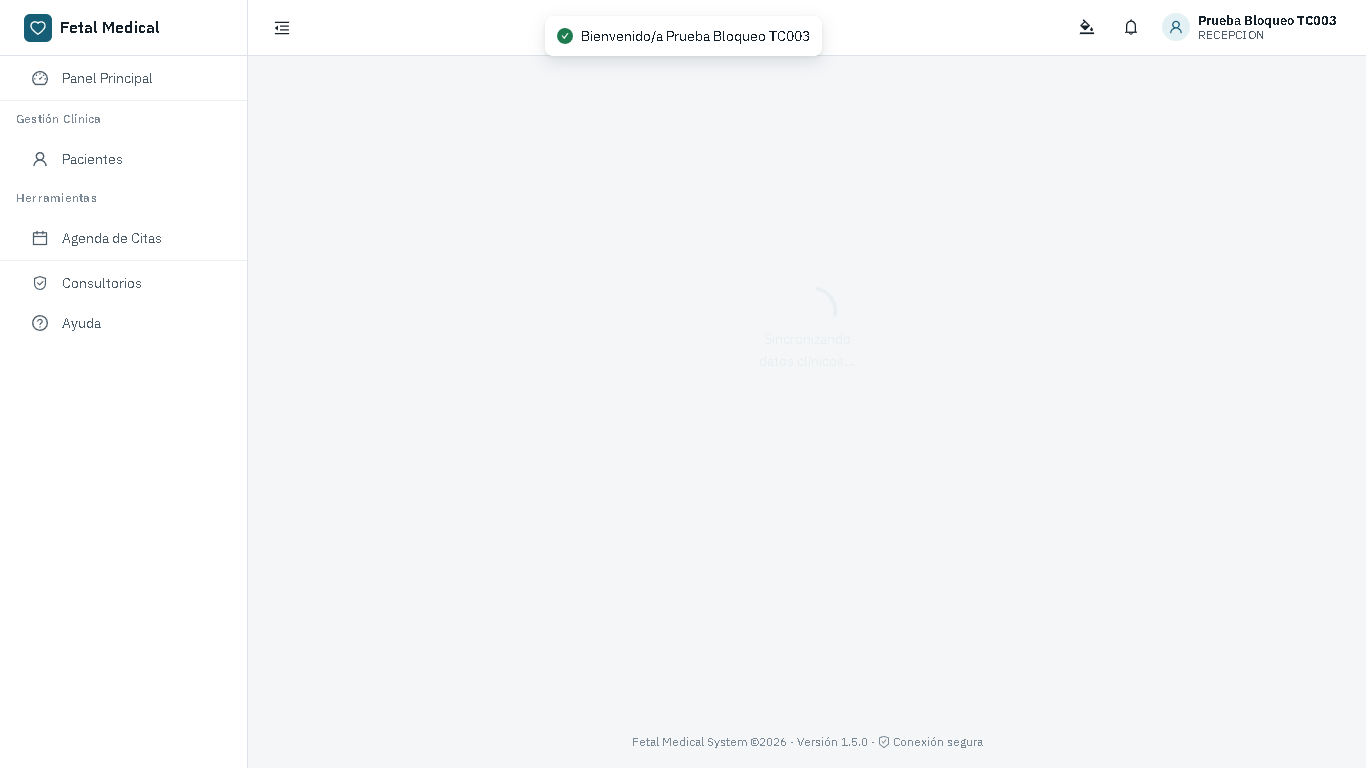 Fetal Medical
Bienvenido/a Prueba Bloqueo TC003
Prueba Bloqueo TC003
RECEPCION
Panel Principal
Gestión Clínica
Pacientes
Herramientas
Agenda de Citas
Consultorios
Ayuda
Sincronizando
datos clínicos...
Fetal Medical System ©2026 - Versión 1.5.0 - Conexión segura